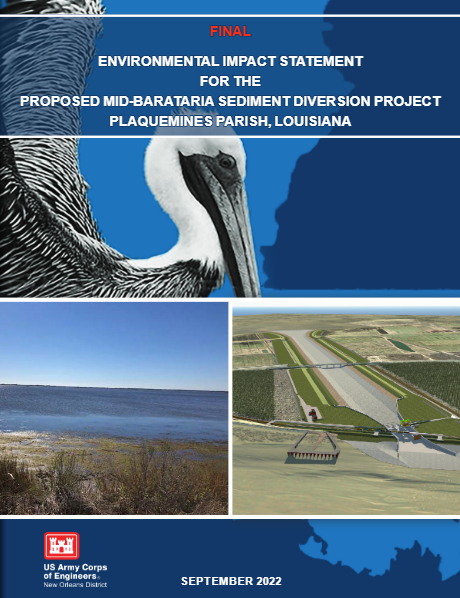 FINAL
ENVIRONMENTAL IMPACT STATEMENT
FOR THE
PROPOSED MID-BARATARIA SEDIMENT DIVERSION PROJECT
PLAQUEMINES PARISH, LOUISIANA
US Army Corps
of Engineers®
New Orleans District
SEPTEMBER 2022